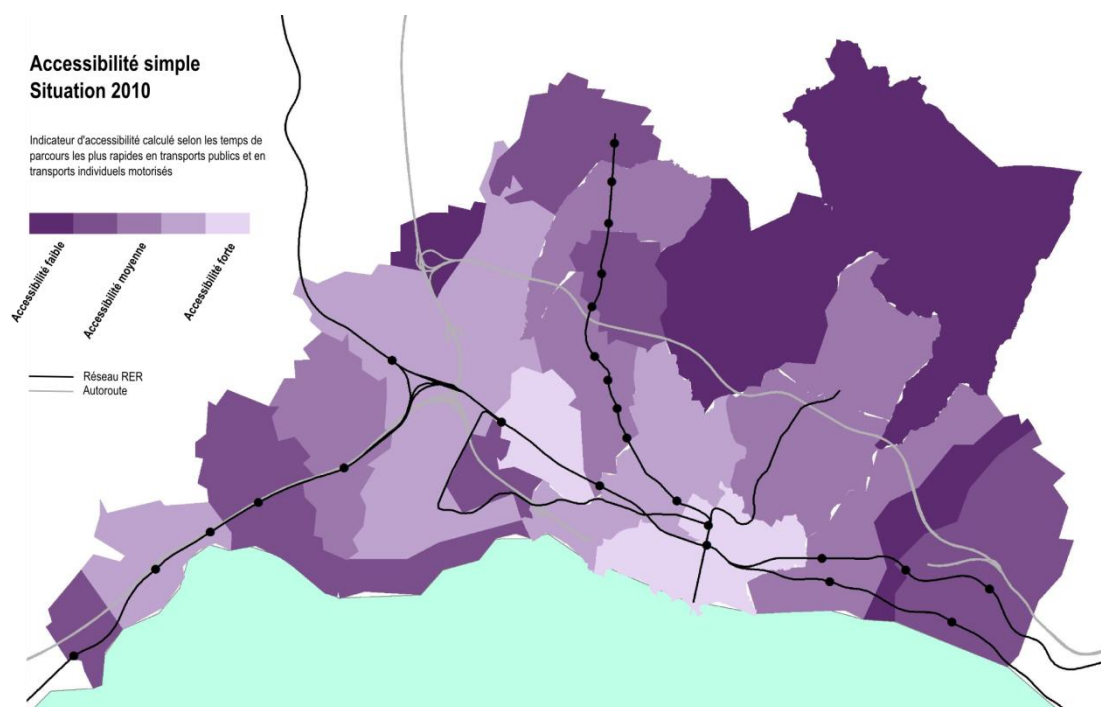 Accessibilité simple
Situation 2010
Indicateur d'accessibilité calculé selon les temps de
parcours les plus rapides en transports publics et en
transports individuels motorisés
Accessibilité faible
Accessibilité moyenne
Accessibilité forte
Réseau RER
Autoroute